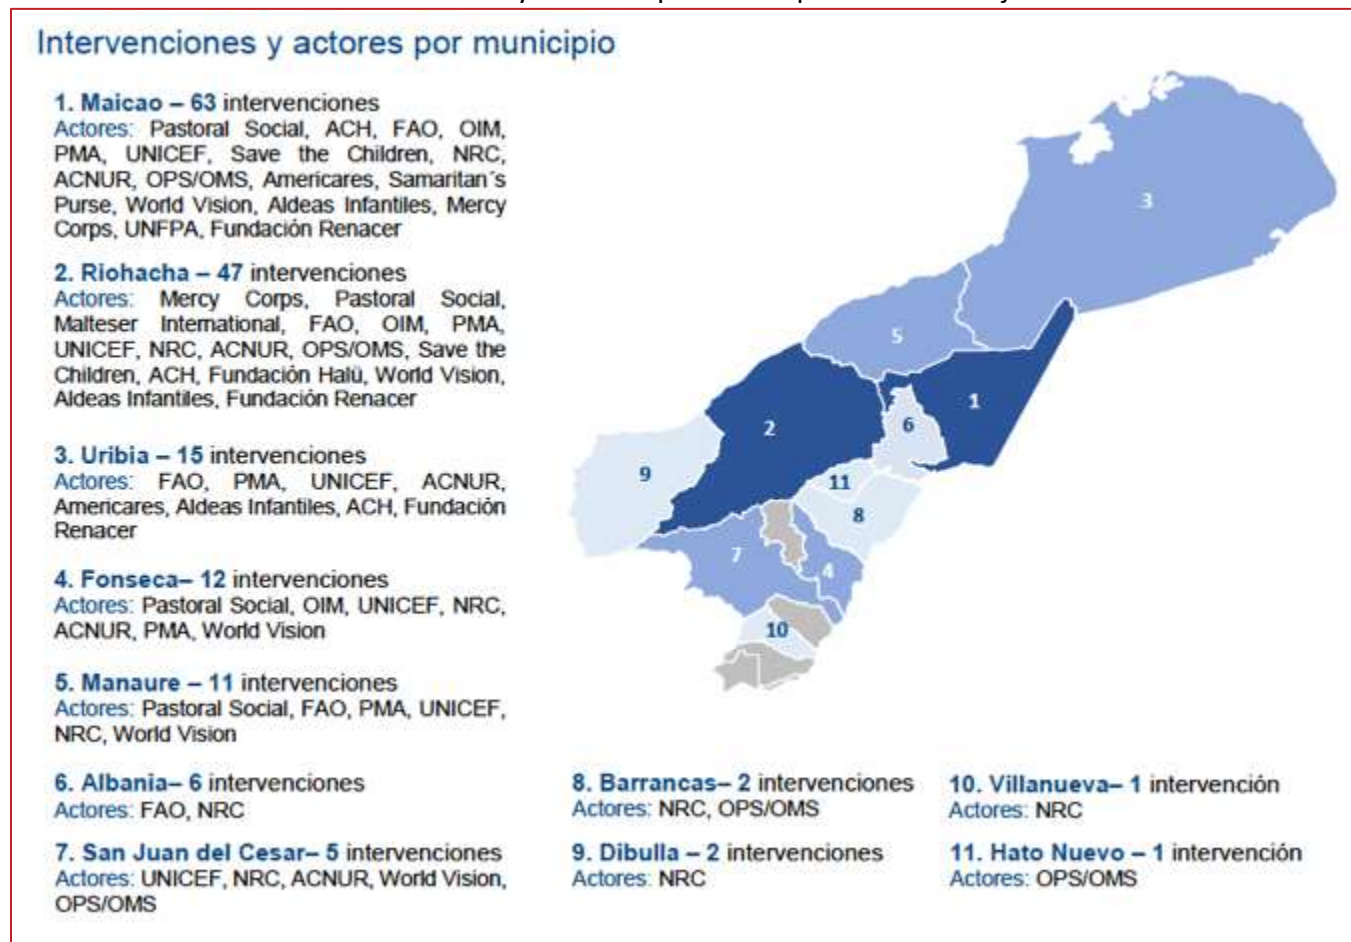 Intervenciones y actores por municipio
1. Maicao – 63 intervenciones
Actores: Pastoral Social, ACH, FAO, OIM,
PMA, UNICEF, Save the Children, NRC,
ACNUR, OPS/OMS, Americares, Samaritan´s
Purse, World Vision, Aldeas Infantiles, Mercy
Corps, UNFPA, Fundación Renacer
2. Riohacha – 47 intervenciones
Actores: Mercy Corps, Pastoral Social,
Malteser International, FAO, OIM, PMA,
UNICEF, NRC, ACNUR, OPS/OMS, Save the
Children, ACH, Fundación Halü, World Vision,
Aldeas Infantiles, Fundación Renacer
3. Uribia – 15 intervenciones
Actores: FAO, PMA, UNICEF, ACNUR,
Americares, Aldeas Infantiles, ACH, Fundación
Renacer
4. Fonseca– 12 intervenciones
Actores: Pastoral Social, OIM, UNICEF, NRC,
ACNUR, PMA, World Vision
5. Manaure – 11 intervenciones
Actores: Pastoral Social, FAO, PMA, UNICEF,
NRC, World Vision
6. Albania– 6 intervenciones
Actores: FAO, NRC
7. San Juan del Cesar– 5 intervenciones
Actores: UNICEF, NRC, ACNUR, World Vision,
OPS/OMS
8. Barrancas– 2 intervenciones
Actores: NRC, OPS/OMS
9. Dibulla – 2 intervenciones
Actores: NRC
10. Villanueva– 1 intervención
Actores: NRC
11. Hato Nuevo – 1 intervención
Actores: OPS/OMS
3
5
1
2
6
9
11
8
7
4
10